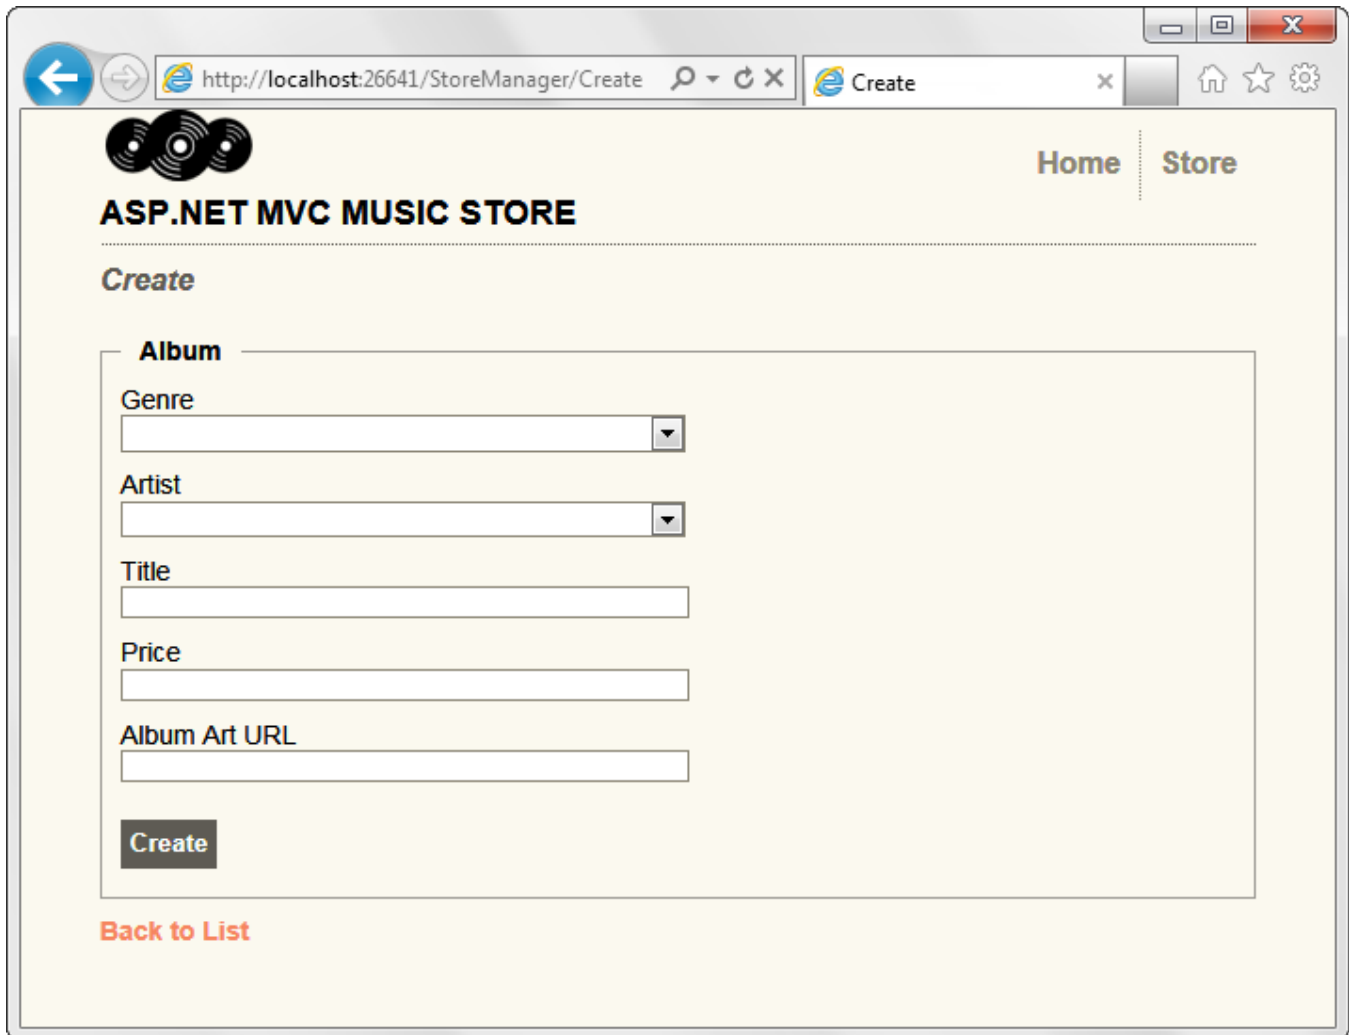 http://localhost:26641/StoreManager/Create
Create
Home
Store
ASP.NET MVC MUSIC STORE
Create
Album
Genre
Artist
Title
Price
Album Art URL
Create
Back to List